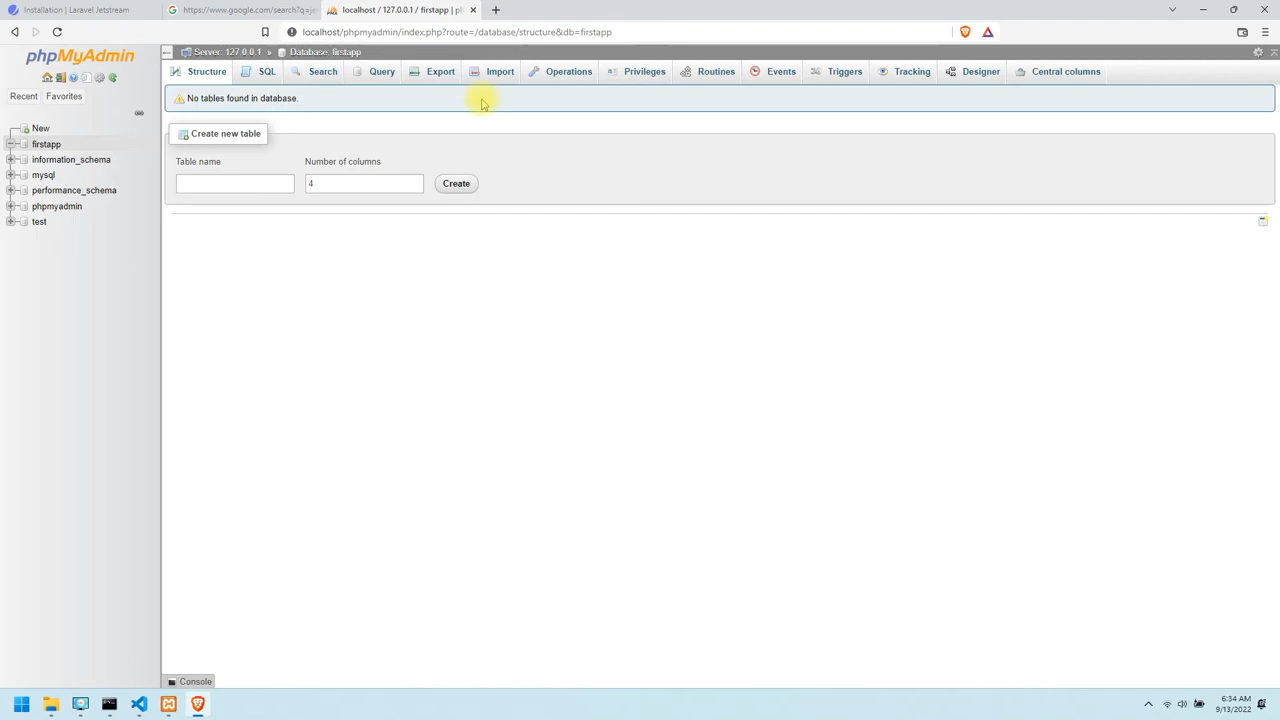 Installation | Laravel Jetstream
https://www.google.com/search?q=je
localhost / 127.0.0.1 / firstapp | ph
localhost/phpmyadmin/index.php?route=/database/structure&db=firstapp
phpMyAdmin
Recent
Favorites
New
firstapp
information_schema
mysql
performance_schema
phpmyadmin
test
Server: 127.0.0.1 » Database: firstapp
Structure
SQL
Search
Query
Export
Import
Operations
Privileges
Routines
Events
Triggers
Tracking
Designer
Central columns
No tables found in database.
Create new table
Table name
Number of columns
4
Create
Console
6:34 AM
9/13/2022